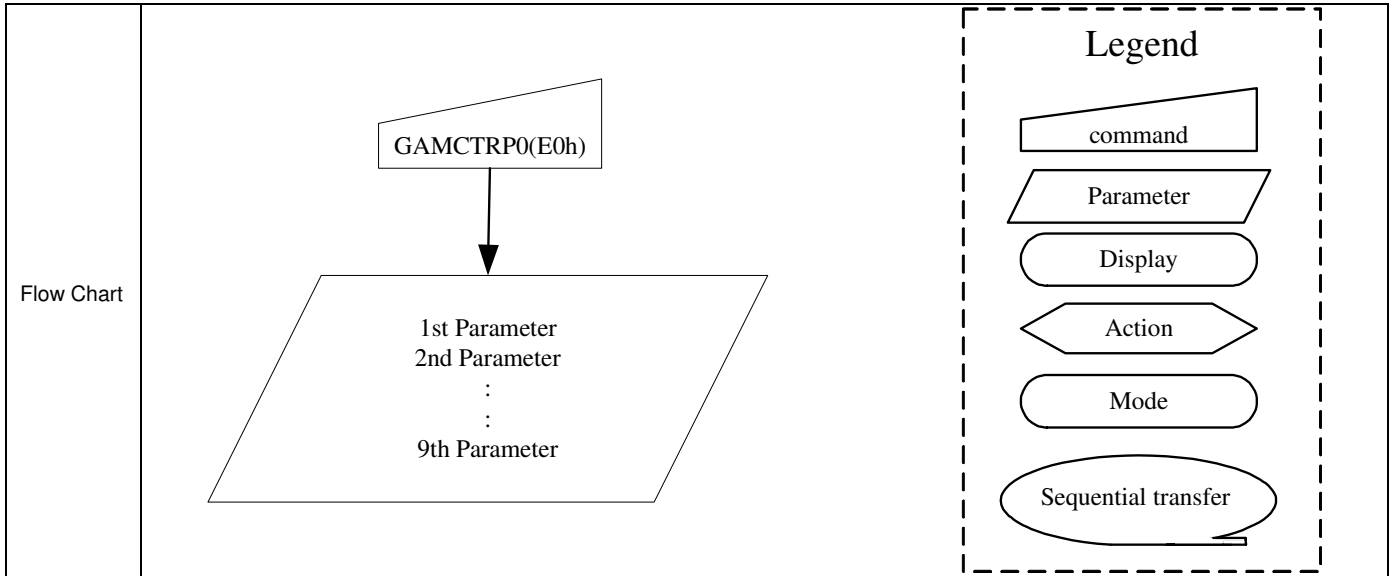 Flow Chart
GAMCTRP0(E0h)
1st Parameter
2nd Parameter
:
:
9th Parameter
Legend
command
Parameter
Display
Action
Mode
Sequential transfer